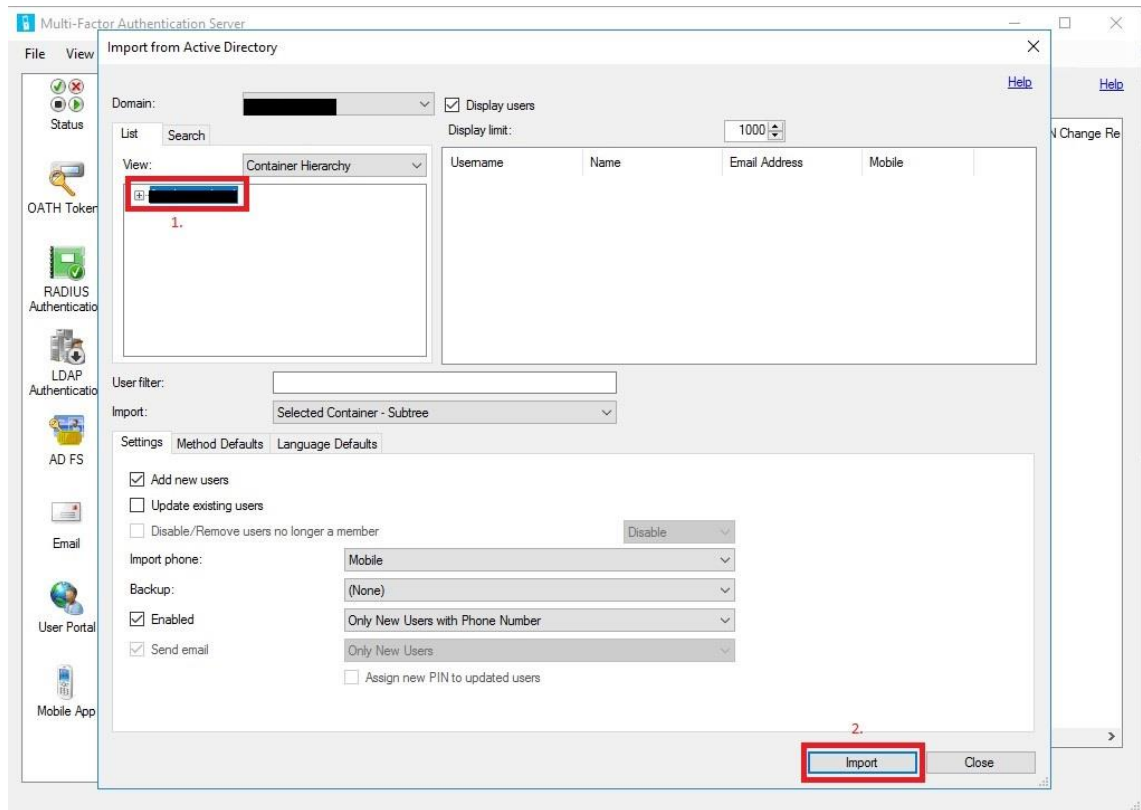 Multi-Factor Authentication Server
File View
Import from Active Directory
Help
Help
Domain:
Display users
List Search
Display limit: 1000
View: Container Hierarchy
Username Name Email Address Mobile
N Change Re
1.
Status
OATH Token
RADIUS
Authenticatio
LDAP
Authenticatio
AD FS
Email
User Portal
Mobile App
User filter:
Import: Selected Container - Subtree
Settings Method Defaults Language Defaults
Add new users
Update existing users
Disable/Remove users no longer a member Disable
Import phone: Mobile
Backup: (None)
Enabled Only New Users with Phone Number
Send email Only New Users
Assign new PIN to updated users
2.
Import Close